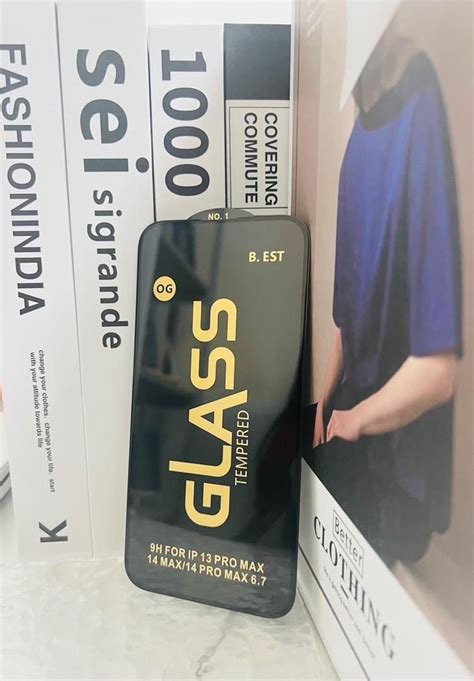 FASHIONINDIA
change your clothes. change your life. start
with your attitude towards life
K
sei
sigrande
1000
COVERING
COMMUTE
NO. 1
B. EST
OG
GLASS
TEMPERED
9H FOR IP 13 PRO MAX
14 MAX/14 PRO MAX 6.7
Better
CLOTHING